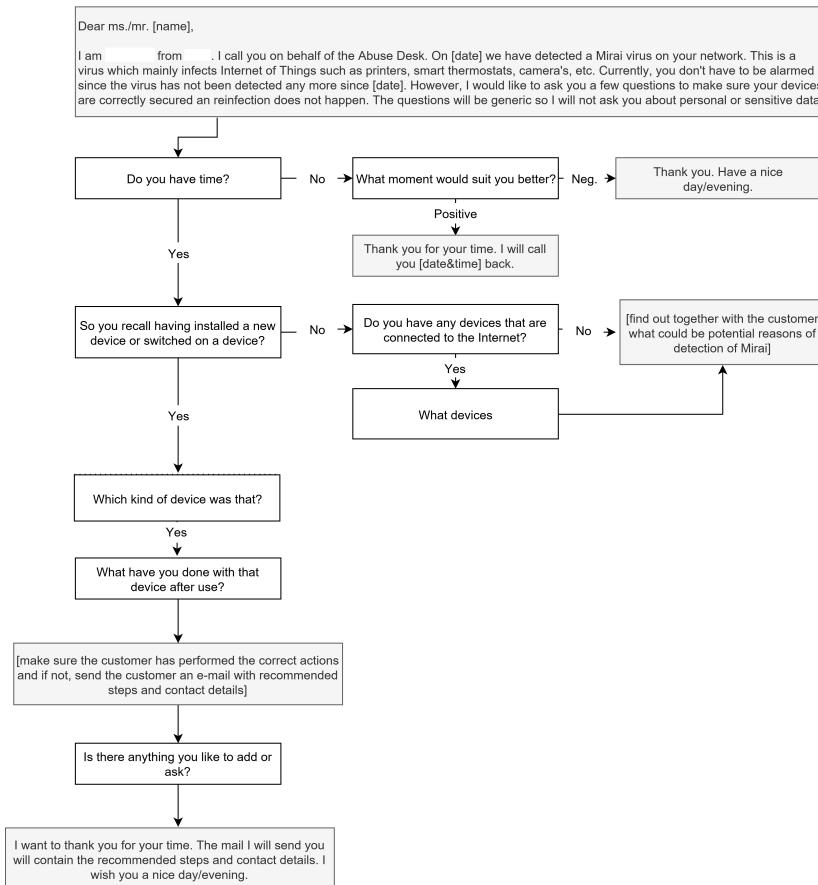 Dear ms./mr. [name],
I am from . I call you on behalf of the Abuse Desk. On [date] we have detected a Mirai virus on your network. This is a
virus which mainly infects Internet of Things such as printers, smart thermostats, camera's, etc. Currently, you don't have to be alarmed
since the virus has not been detected any more since [date]. However, I would like to ask you a few questions to make sure your devices
are correctly secured an reinfection does not happen. The questions will be generic so I will not ask you about personal or sensitive data
Do you have time?
No
What moment would suit you better?
Neg.
Thank you. Have a nice
day/evening.
Positive
Thank you for your time. I will call
you [date&time] back.
Yes
So you recall having installed a new
device or switched on a device?
No
Do you have any devices that are
connected to the Internet?
No
[find out together with the customer
what could be potential reasons of
detection of Mirai]
Yes
What devices
Yes
Which kind of device was that?
Yes
What have you done with that
device after use?
[make sure the customer has performed the correct actions
and if not, send the customer an e-mail with recommended
steps and contact details]
Is there anything you like to add or
ask?
I want to thank you for your time. The mail I will send you
will contain the recommended steps and contact details. I
wish you a nice day/evening.